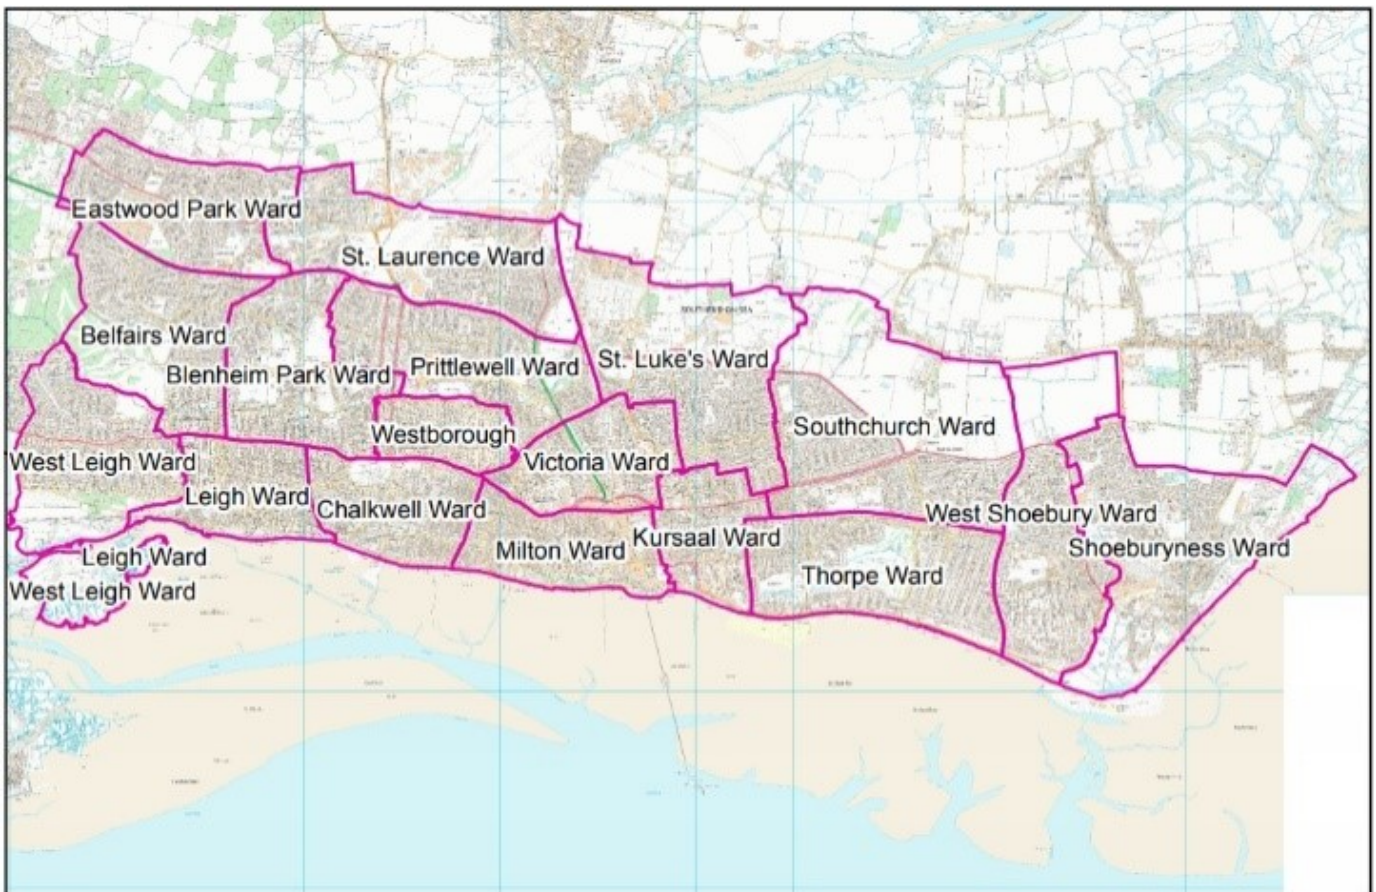 Eastwood Park Ward
St. Laurence Ward
Belfairs Ward
Blenheim Park Ward
Prittlewell Ward
St. Luke's Ward
Westborough
Southchurch Ward
West Leigh Ward
Victoria Ward
Leigh Ward
Chalkwell Ward
West Shoebury Ward
Milton Ward
Kursaal Ward
Shoeburyness Ward
Leigh Ward
Thorpe Ward
West Leigh Ward